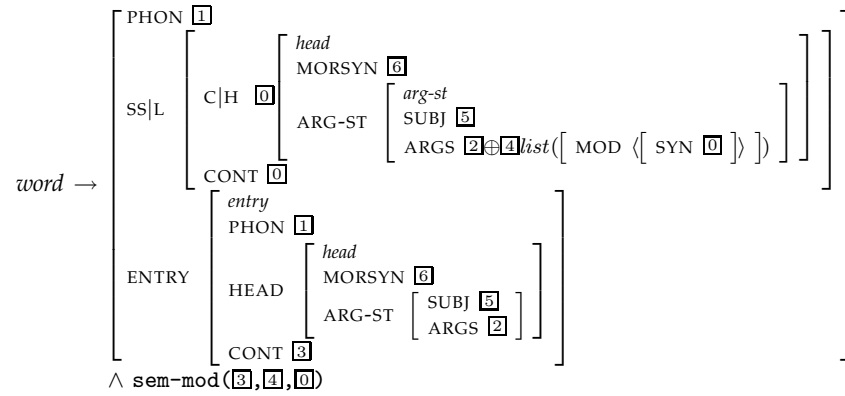 PHON 1
head
MORSYN 6
C|H 0
arg-st
SS|L
SUBJ 5
ARG-ST
ARGS 2⊕4list([ MOD ⟨[ SYN 0 ]⟩ ])
CONT 0
word →
entry
PHON 1
head
MORSYN 6
ENTRY
HEAD
SUBJ 5
ARG-ST
ARGS 2
CONT 3
∧ sem-mod(3,4,0)